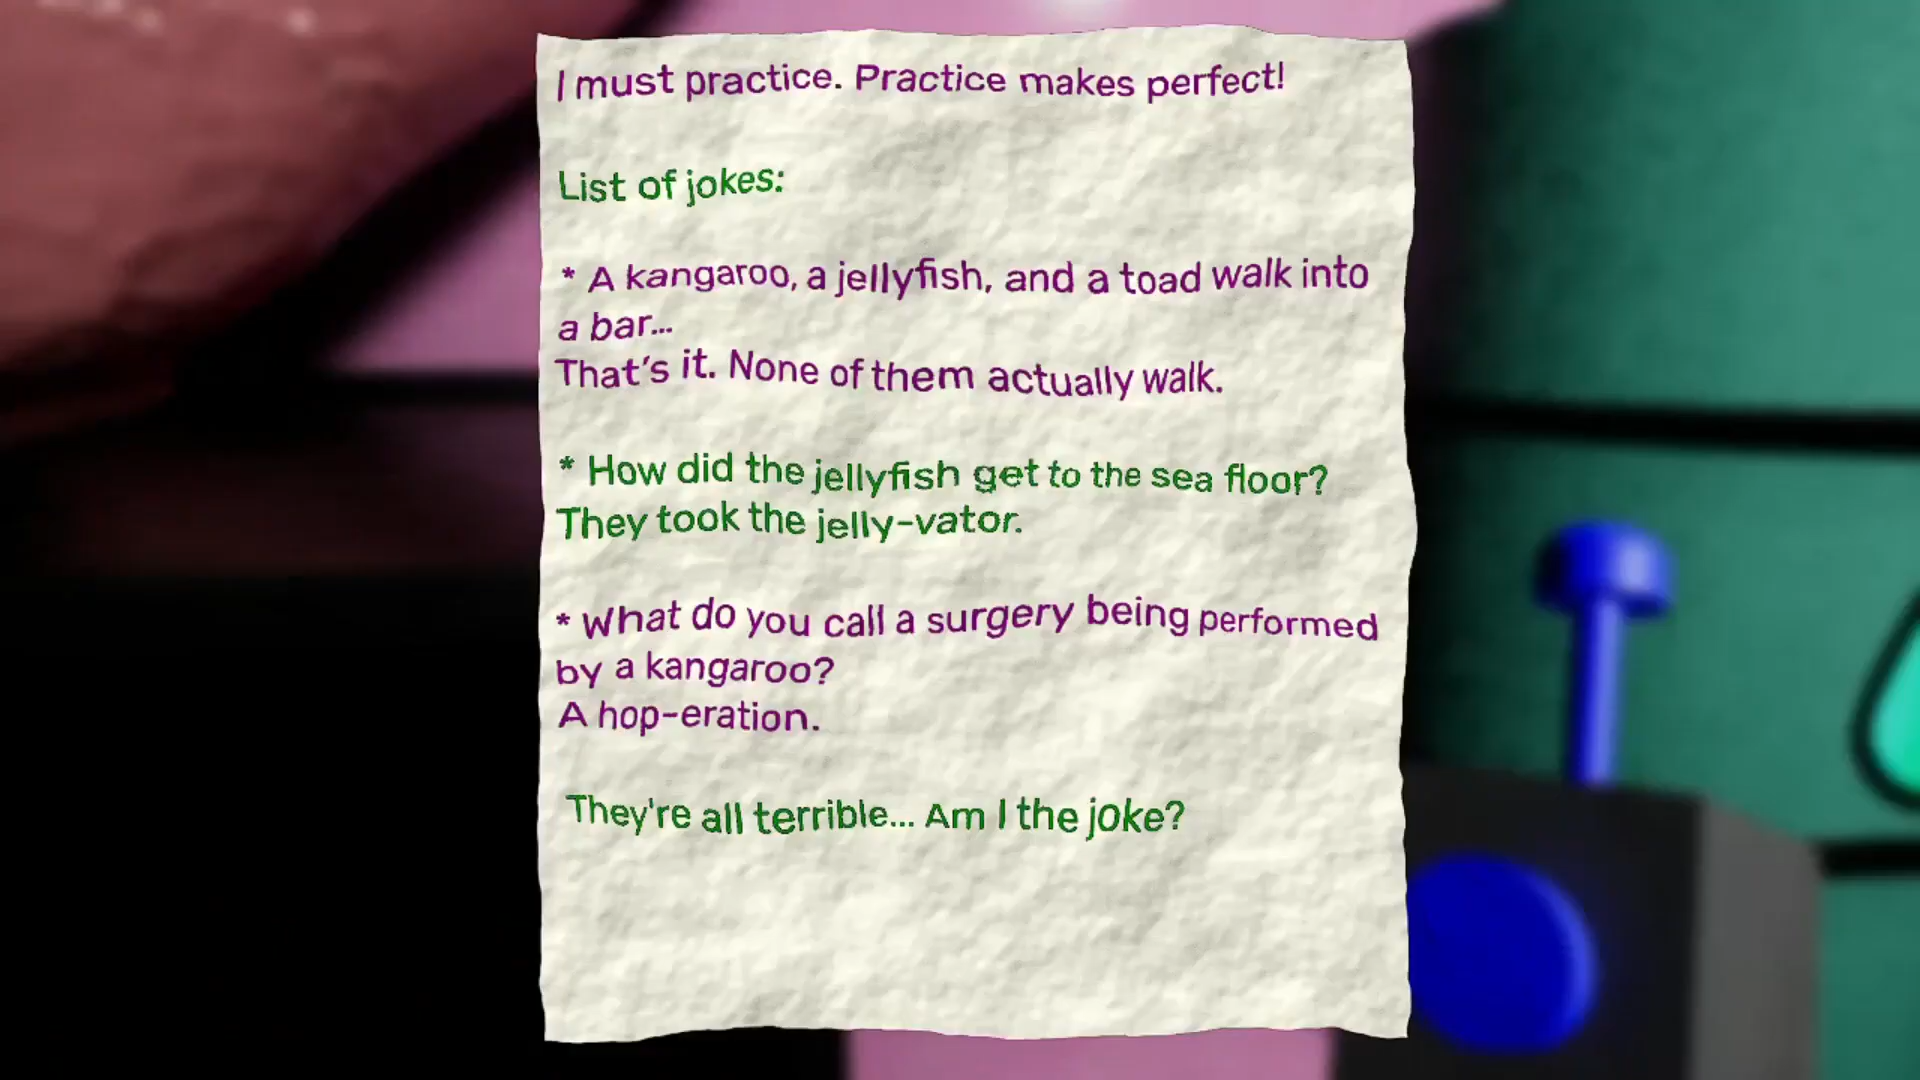 I must practice. Practice makes perfect!
List of jokes:
* A kangaroo, a jellyfish, and a toad walk into
a bar...
That's it. None of them actually walk.
* How did the jellyfish get to the sea floor?
They took the jelly-vator.
* What do you call a surgery being performed
by a kangaroo?
A hop-eration.
They're all terrible... Am I the joke?